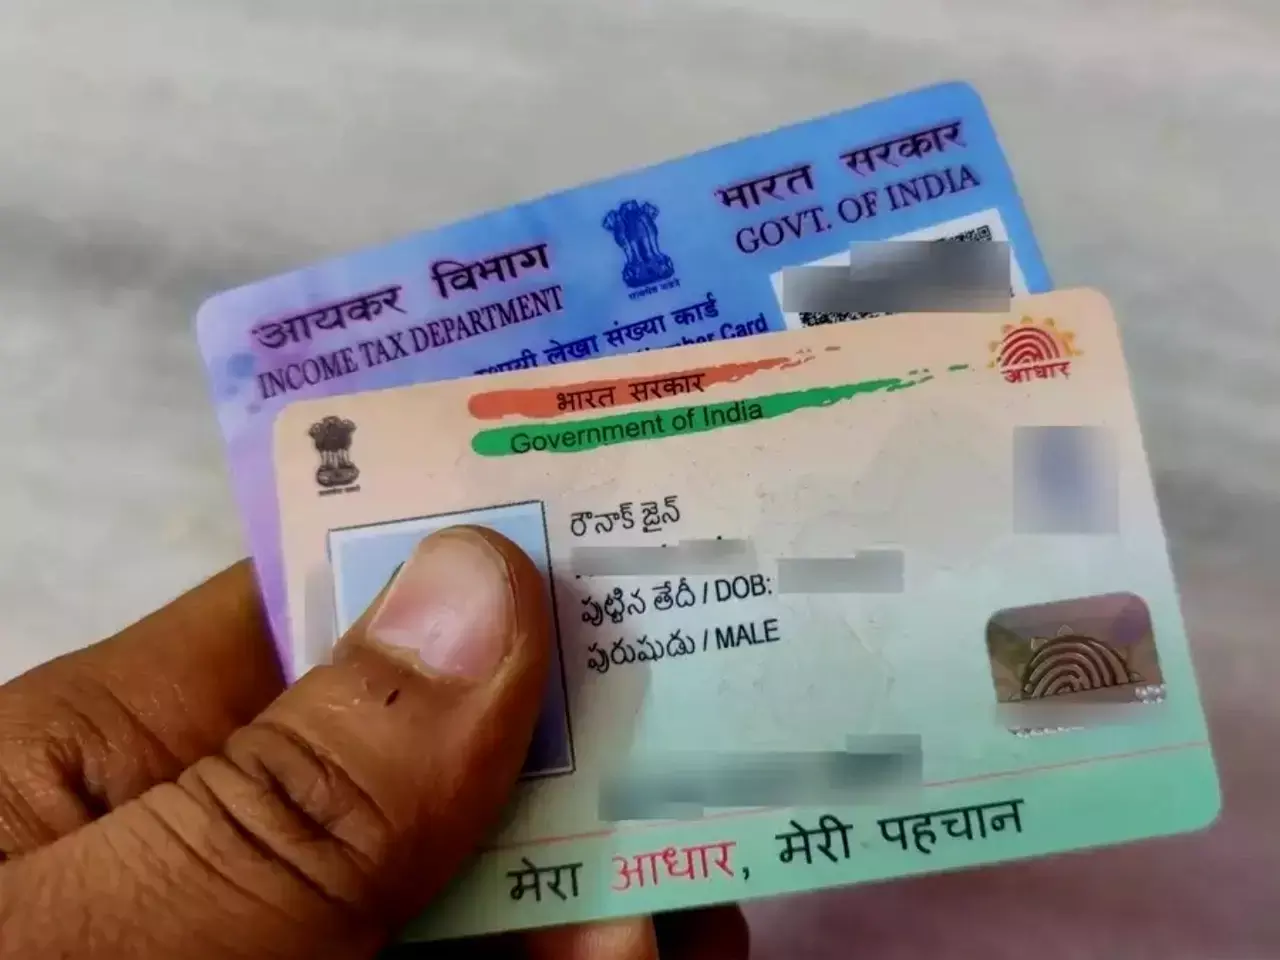 आयकर विभाग
INCOME TAX DEPARTMENT
भारत सरकार
GOVT. OF INDIA
लेखा संख्या कार्ड
Card
भारत सरकार
Government of India
आधार
రౌనాక్ జైన్
పుట్టిన తేదీ / DOB:
పురుషుడు / MALE
मेरा आधार, मेरी पहचान